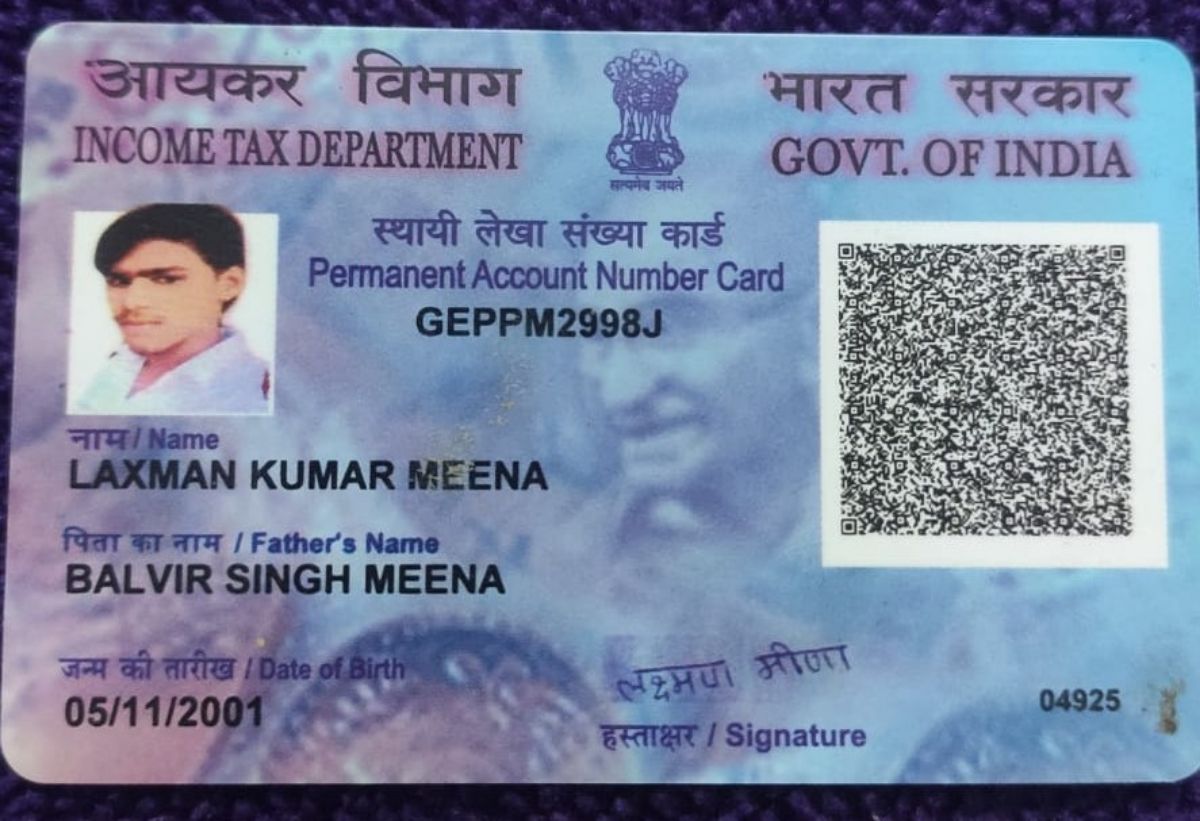 आयकर विभाग
INCOME TAX DEPARTMENT
सत्यमेव जयते
भारत सरकार
GOVT. OF INDIA
स्थायी लेखा संख्या कार्ड
Permanent Account Number Card
GEPPM2998J
नाम / Name
LAXMAN KUMAR MEENA
पिता का नाम / Father's Name
BALVIR SINGH MEENA
जन्म की तारीख / Date of Birth
05/11/2001
लक्ष्मण मीणा
हस्ताक्षर / Signature
04925